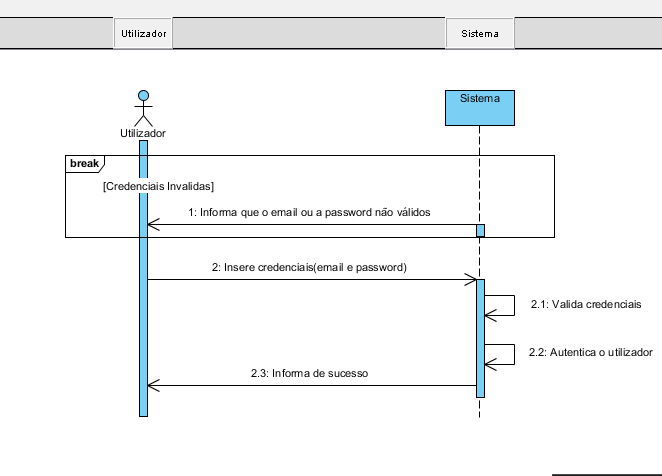 Utilizador
Sistema
Sistema
Utilizador
break
[Credenciais Invalidas]
1: Informa que o email ou a password não válidos
2: Insere credenciais(email e password)
2.1: Valida credenciais
2.2: Autentica o utilizador
2.3: Informa de sucesso